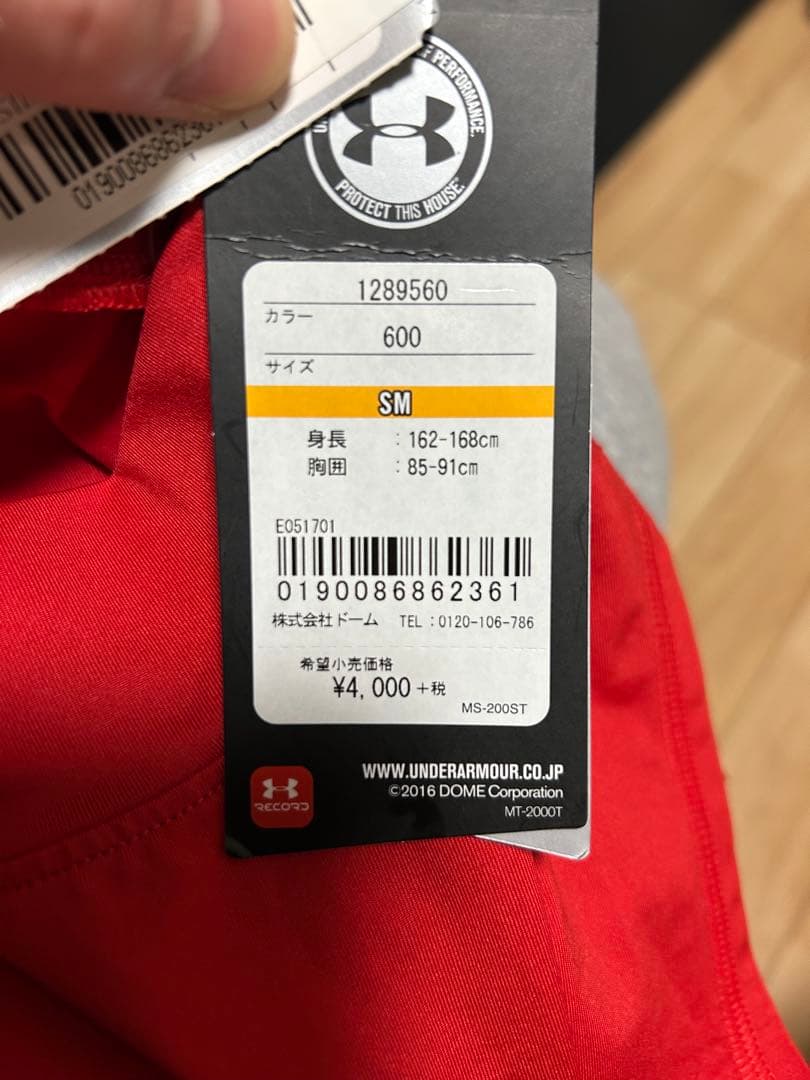 F PERFORMANCE.
PROTECT THIS HOUSE.
1289560
カラー
600
サイズ
SM
身長 : 162-168cm
胸囲 : 85-91cm
E051701
0190086862361
株式会社ドーム TEL : 0120-106-786
希望小売価格
¥4,000+税
MS-200ST
RECORD
WWW.UNDERARMOUR.CO.JP
©2016 DOME Corporation
MT-2000T